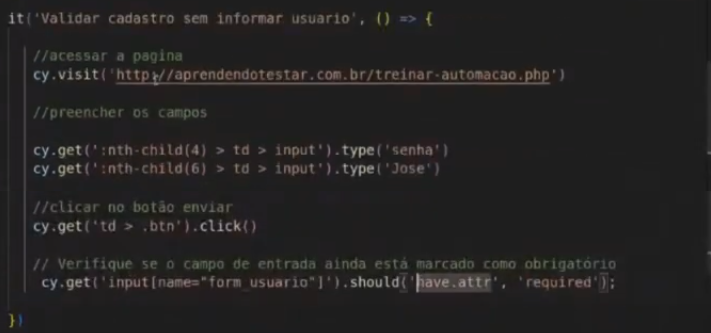 it('Validar cadastro sem informar usuario', () => {
//acessar a pagina
cy.visit('http://aprendendotestar.com.br/treinar-automacao.php')
//preencher os campos
cy.get(':nth-child(4) > td > input').type('senha')
cy.get(':nth-child(6) > td > input').type('Jose')
//clicar no botão enviar
cy.get('td > .btn').click()
// Verifique se o campo de entrada ainda está marcado como obrigatório
cy.get('input[name="form_usuario"]').should('have.attr', 'required');
})